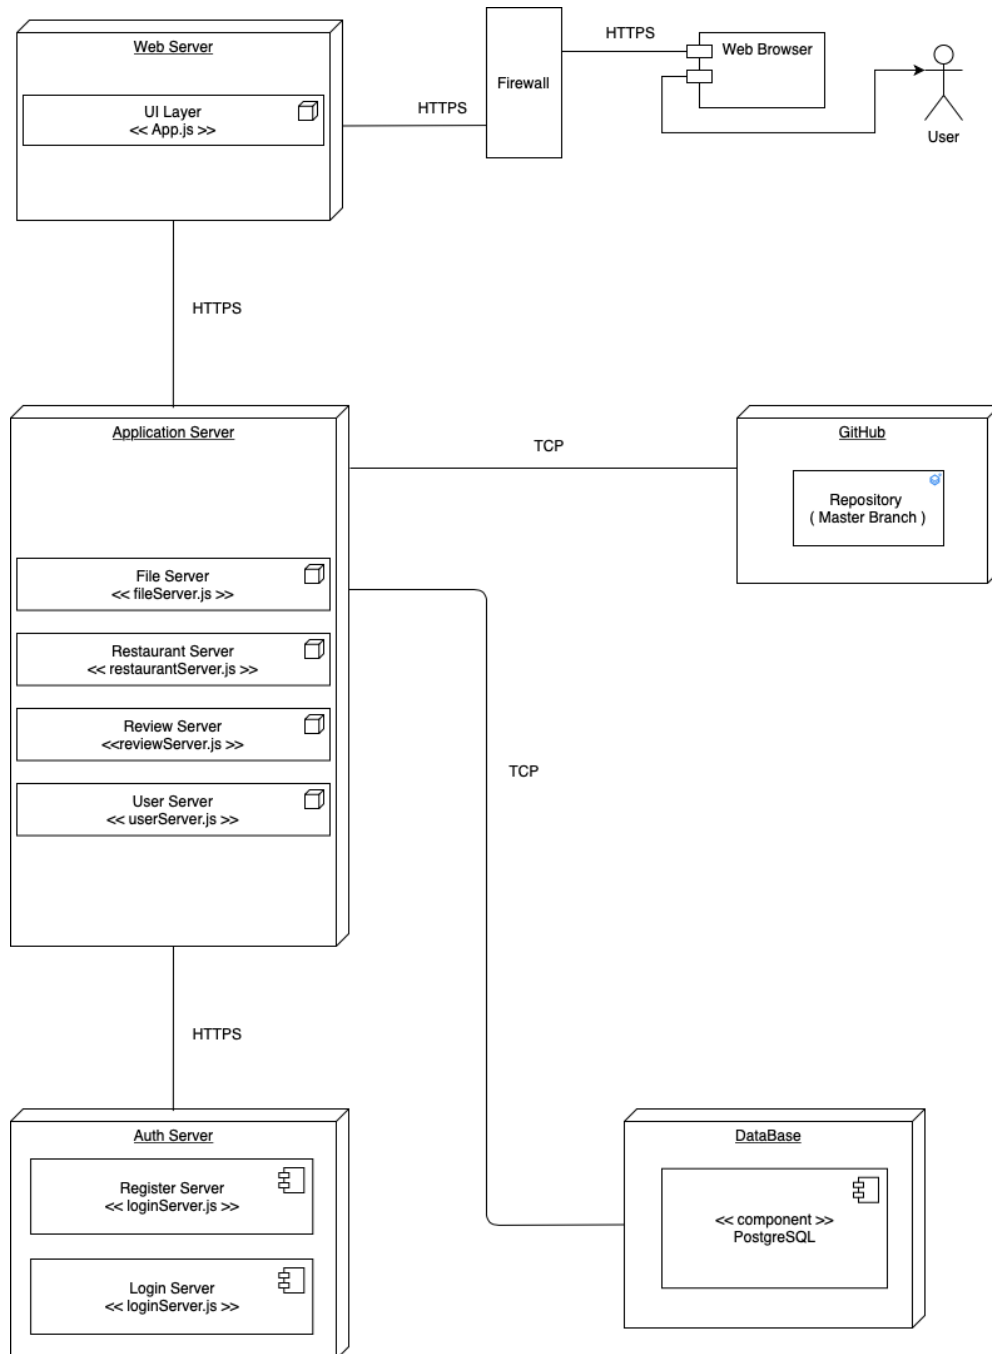 Web Server
UI Layer
<< App.js >>
HTTPS
Firewall
HTTPS
Web Browser
User
HTTPS
Application Server
File Server
<< fileServer.js >>
Restaurant Server
<< restaurantServer.js >>
Review Server
<<reviewServer.js >>
User Server
<< userServer.js >>
TCP
GitHub
Repository
( Master Branch )
TCP
HTTPS
Auth Server
Register Server
<< loginServer.js >>
Login Server
<< loginServer.js >>
DataBase
<< component >>
PostgreSQL